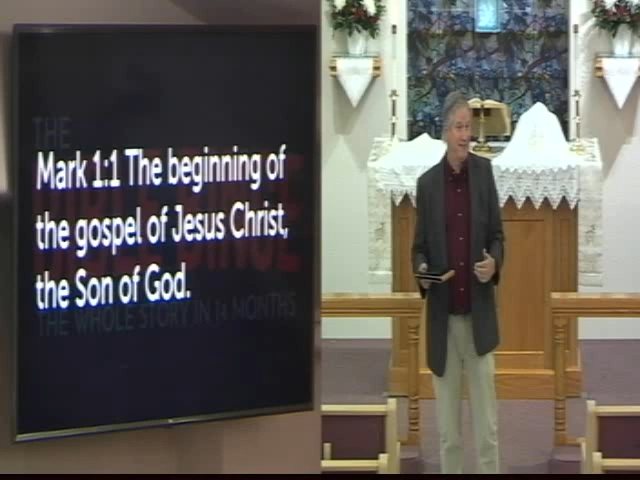 THE
Mark 1:1 The beginning of
the gospel of Jesus Christ,
the Son of God.
THE WHOLE STORY IN 14 MONTHS